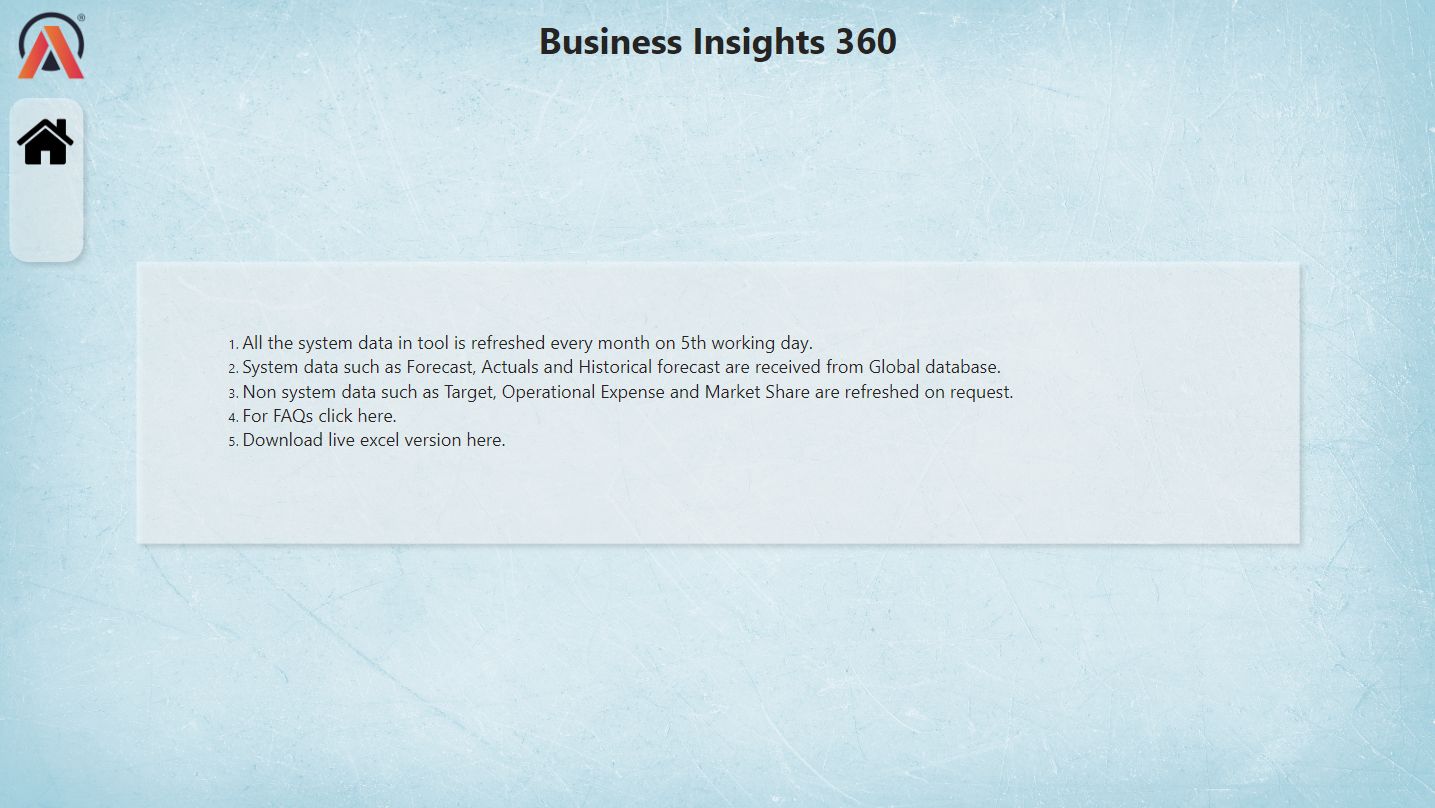 ®
Business Insights 360
1. All the system data in tool is refreshed every month on 5th working day.
2. System data such as Forecast, Actuals and Historical forecast are received from Global database.
3. Non system data such as Target, Operational Expense and Market Share are refreshed on request.
4. For FAQs click here.
5. Download live excel version here.